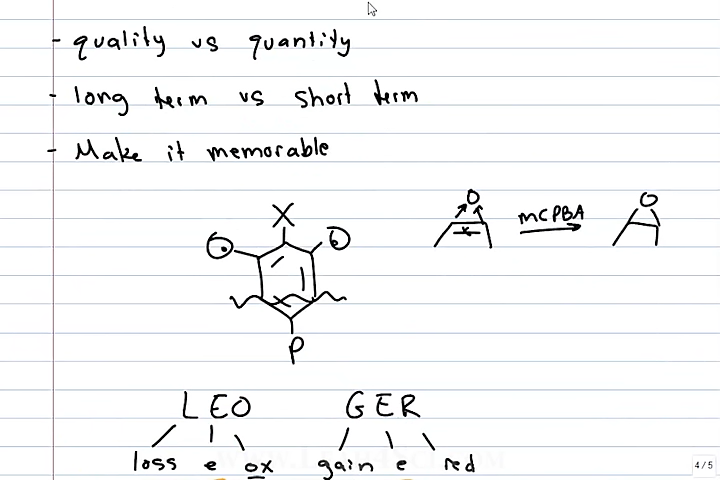 - quality vs quantity
- long term vs short term
- Make it memorable
X
O mCPBA O
P
LEO GER
loss e ox gain e red
4/5